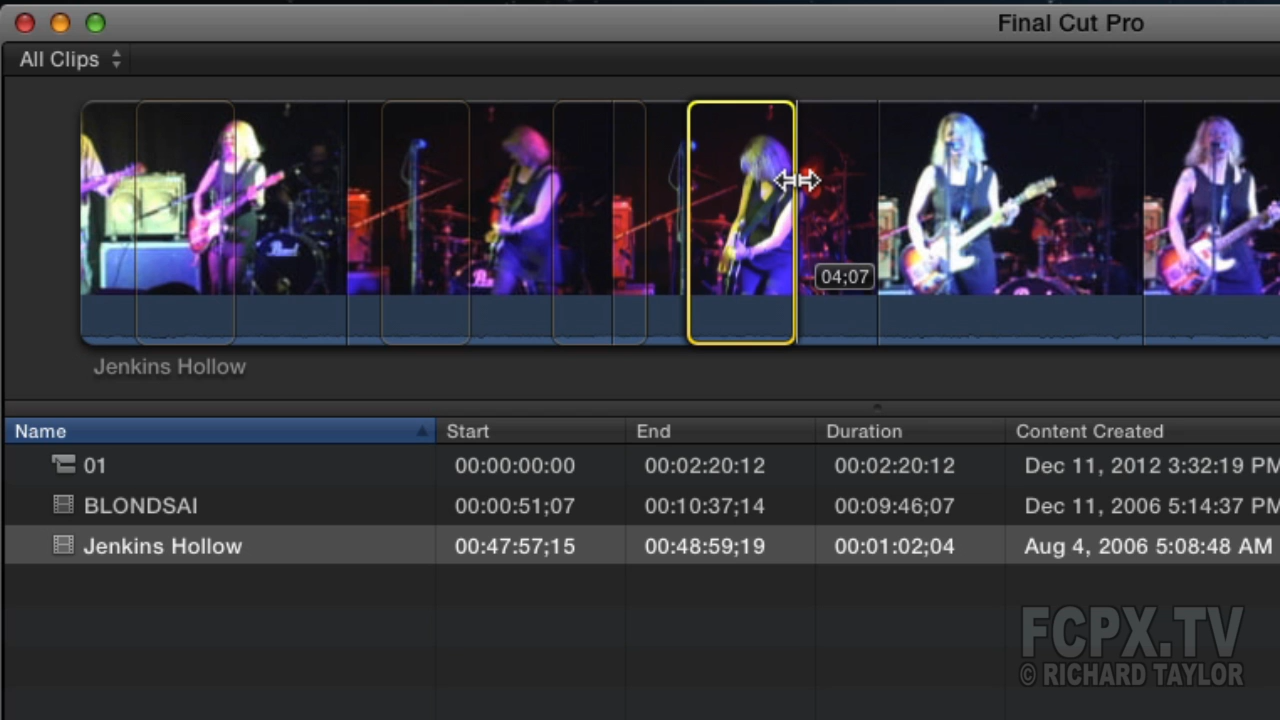 Final Cut Pro
All Clips
04;07
Jenkins Hollow
Name Start End Duration Content Created
01 00:00:00:00 00:02:20:12 00:02:20:12 Dec 11, 2012 3:32:19 PM
BLONDSAI 00:00:51;07 00:10:37;14 00:09:46;07 Dec 11, 2006 5:14:37 PM
Jenkins Hollow 00:47:57;15 00:48:59;19 00:01:02;04 Aug 4, 2006 5:08:48 AM
FCPX.TV
© RICHARD TAYLOR